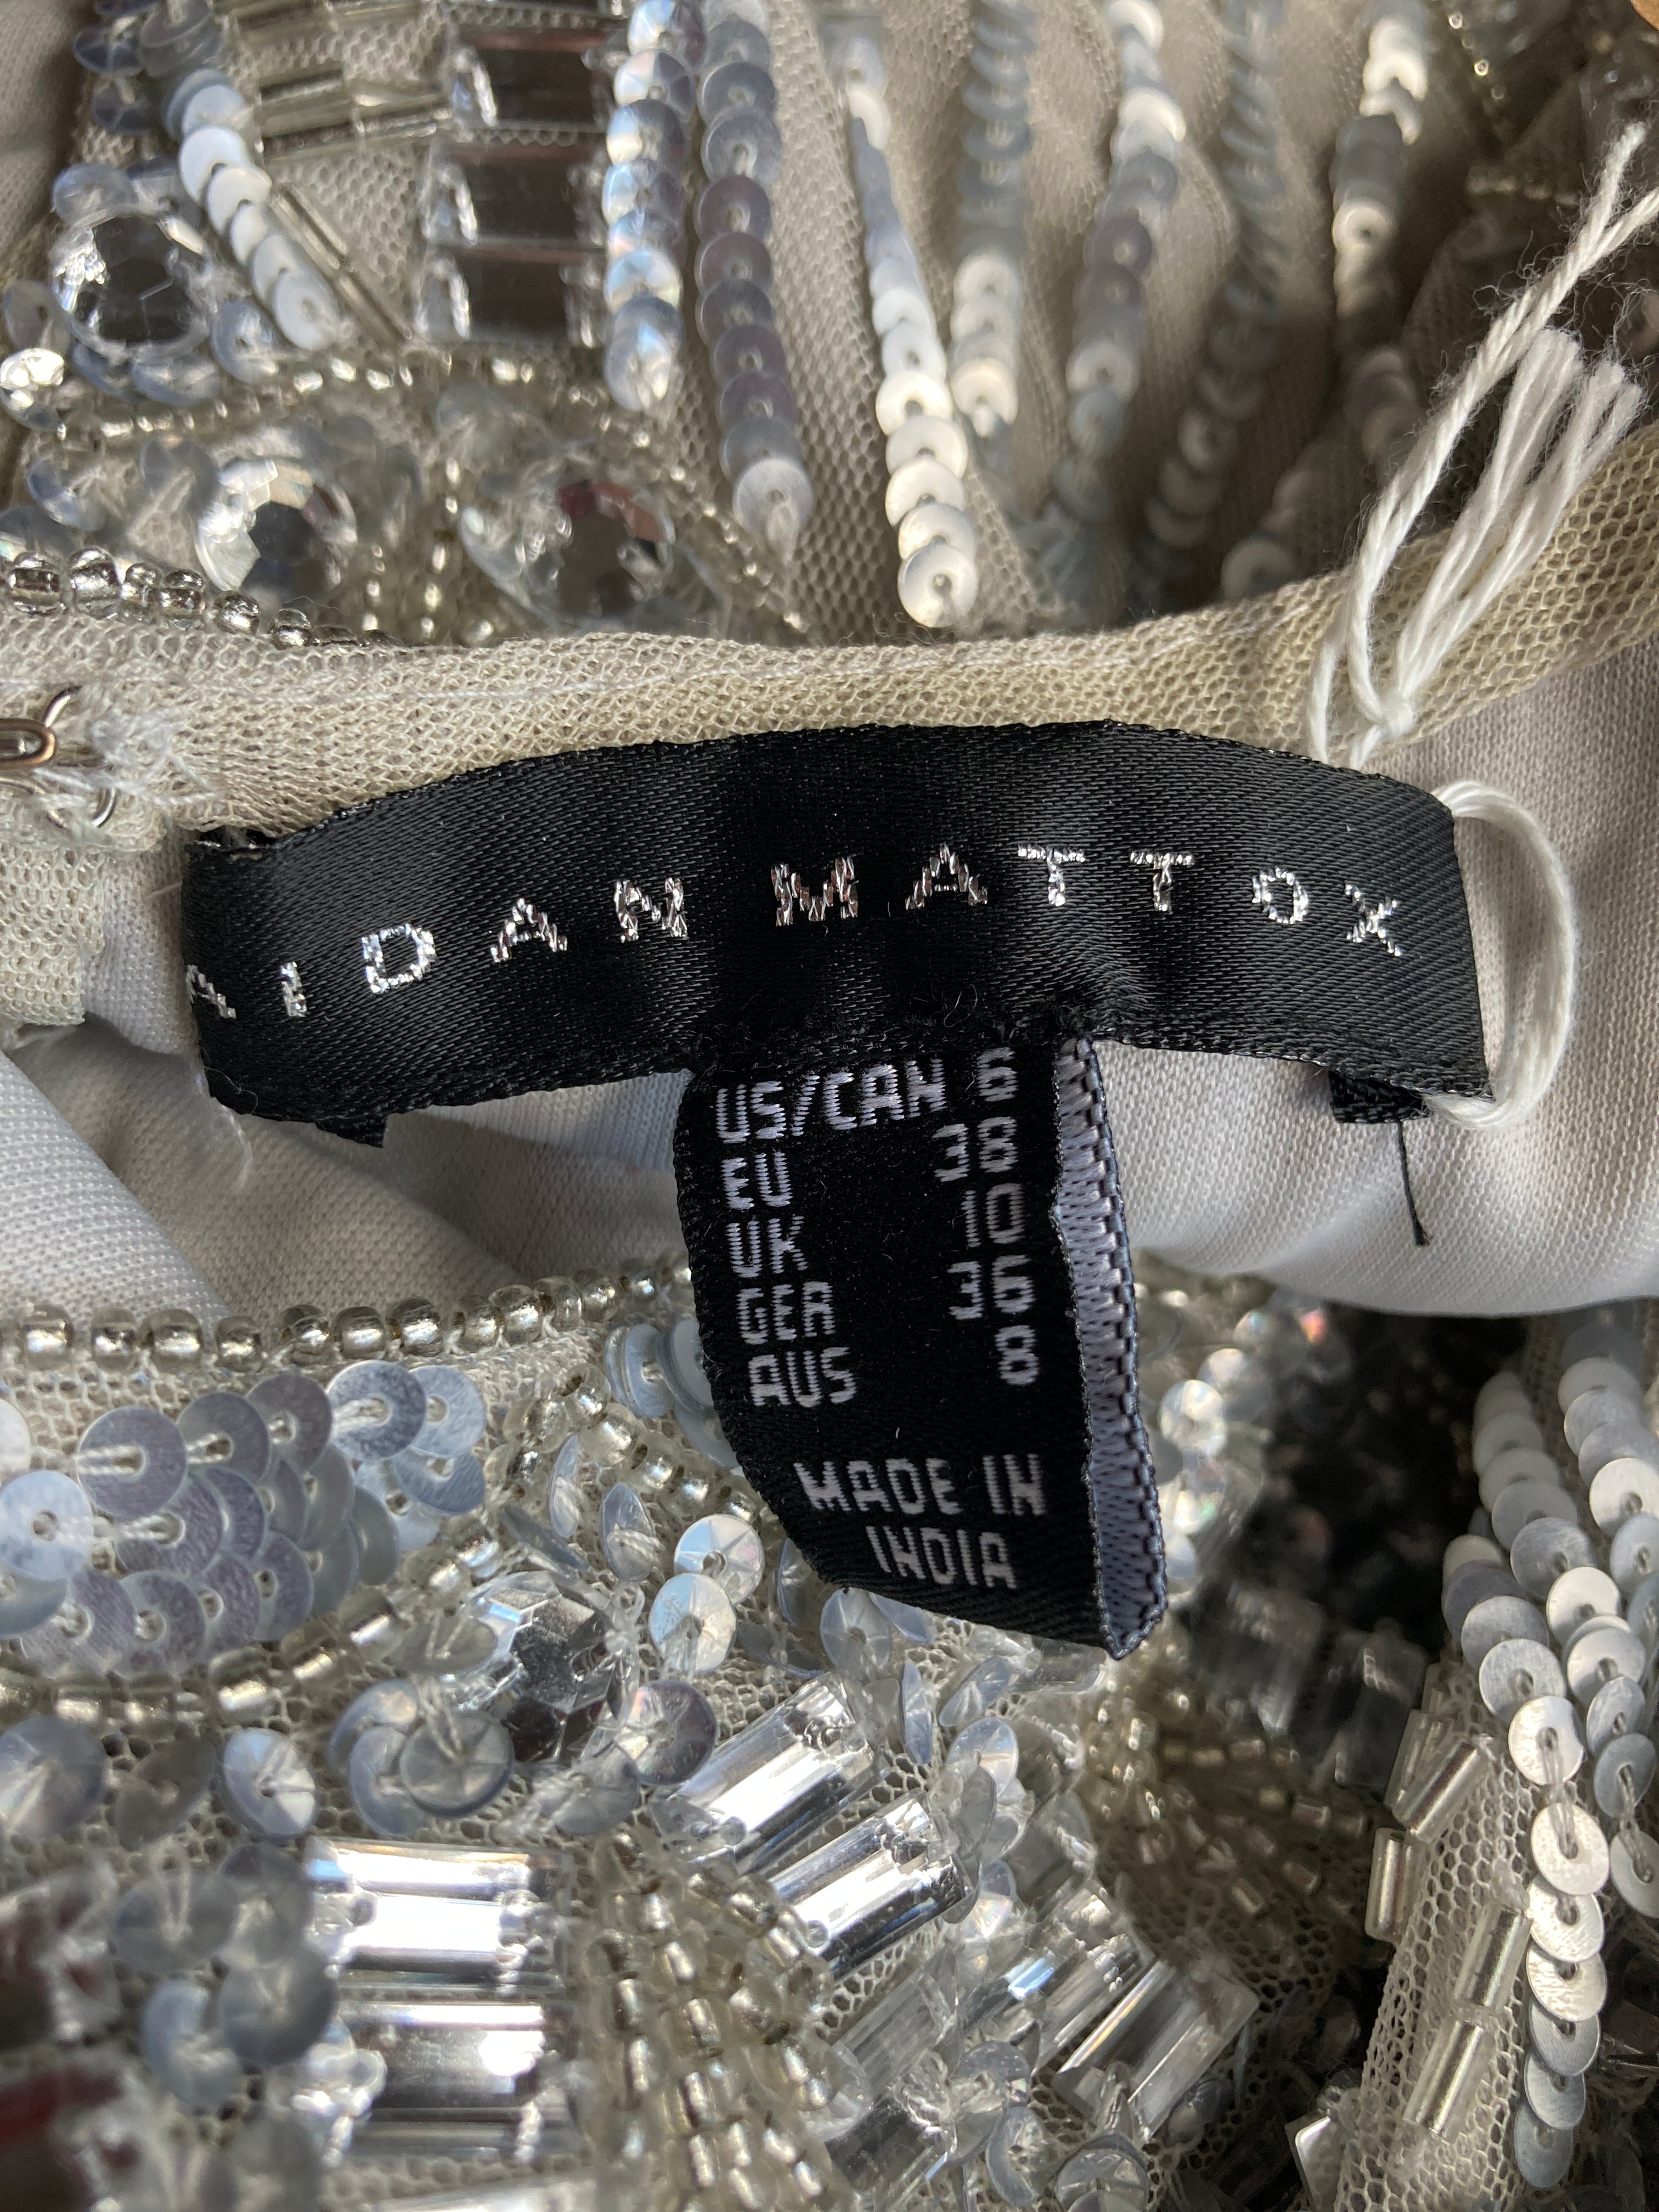 AIDAN MATTOX
US/CAN 6
EU 38
UK 10
GER 36
AUS 8
MADE IN
INDIA